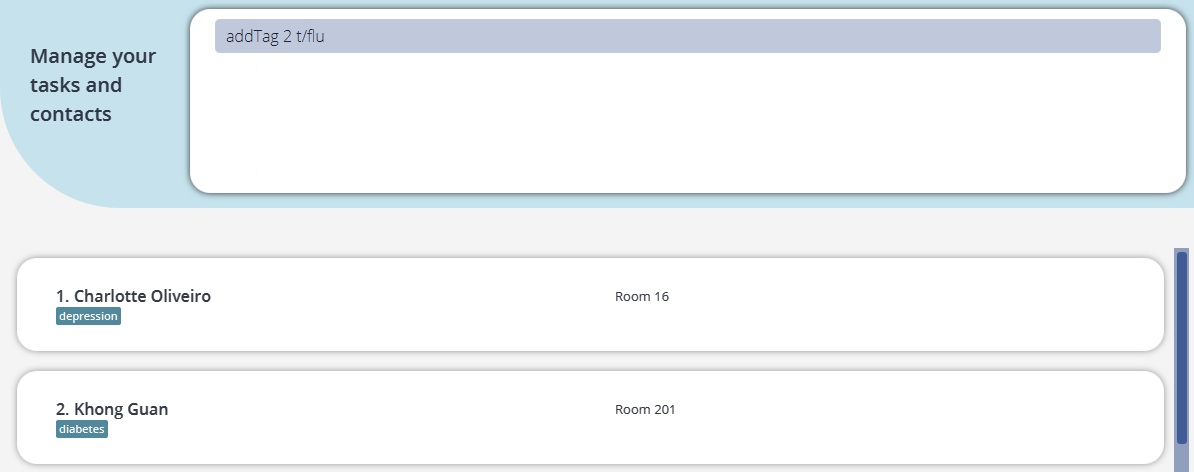 Manage your
tasks and
contacts
addTag 2 t/flu
1. Charlotte Oliveiro
Room 16
depression
2. Khong Guan
Room 201
diabetes